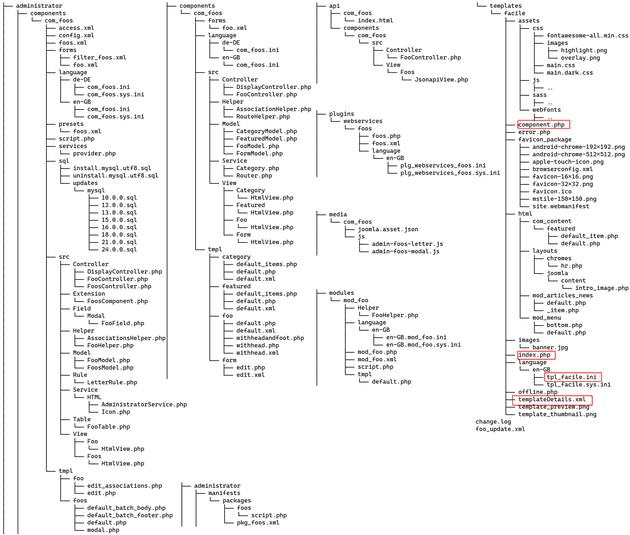 administrator
components
com_foos
access.xml
config.xml
foos.xml
forms
filter_foos.xml
foo.xml
language
de-DE
com_foos.ini
com_foos.sys.ini
en-GB
com_foos.ini
com_foos.sys.ini
presets
foos.xml
script.php
services
provider.php
sql
install.mysql.utf8.sql
uninstall.mysql.utf8.sql
updates
mysql
10.0.0.sql
12.0.0.sql
13.0.0.sql
15.0.0.sql
16.0.0.sql
18.0.0.sql
21.0.0.sql
24.0.0.sql
src
Controller
DisplayController.php
FooController.php
FoosController.php
Extension
FoosComponent.php
Field
Modal
FooField.php
Helper
AssociationsHelper.php
FooHelper.php
Model
FooModel.php
FoosModel.php
Rule
LetterRule.php
Service
HTML
AdministratorService.php
Icon.php
Table
FooTable.php
View
Foo
HtmlView.php
Foos
HtmlView.php
tmpl
foo
edit_associations.php
edit.php
foos
default_batch_body.php
default_batch_footer.php
default.php
modal.php
components
com_foos
forms
foo.xml
language
de-DE
com_foos.ini
en-GB
com_foos.ini
src
Controller
DisplayController.php
FooController.php
Helper
AssociationHelper.php
RouteHelper.php
Model
CategoryModel.php
FeaturedModel.php
FooModel.php
FormModel.php
Service
Category.php
Router.php
View
Category
HtmlView.php
Featured
HtmlView.php
Foo
HtmlView.php
Form
HtmlView.php
tmpl
category
default_items.php
default.php
default.xml
featured
default_items.php
default.php
default.xml
foo
default.php
default.xml
withheadandfoot.php
withhead.php
withhead.xml
form
edit.php
edit.xml
administrator
manifests
packages
foos
script.php
pkg_foos.xml
api
com_foos
index.html
components
com_foos
src
Controller
FooController.php
View
Foos
JsonapiView.php
plugins
webservices
foos
foos.php
foos.xml
language
en-GB
plg_webservices_foos.ini
plg_webservices_foos.sys.ini
media
com_foos
joomla.asset.json
js
admin-foos-letter.js
admin-foos-modal.js
modules
mod_foo
Helper
FooHelper.php
language
en-GB
en-GB.mod_foo.ini
en-GB.mod_foo.sys.ini
mod_foo.php
mod_foo.xml
script.php
tmpl
default.php
templates
facile
assets
css
fontawesome-all.min.css
images
highlight.png
overlay.png
main.css
main.dark.css
js
..
sass
..
webfonts
..
component.php
error.php
favicon_package
android-chrome-192×192.png
android-chrome-512×512.png
apple-touch-icon.png
browserconfig.xml
favicon-16×16.png
favicon-32×32.png
favicon.ico
mstile-150×150.png
site.webmanifest
html
com_content
featured
default_item.php
default.php
layouts
chromes
hr.php
joomla
content
intro_image.php
mod_articles_news
default.php
_item.php
mod_menu
bottom.php
default.php
images
banner.jpg
index.php
language
en-GB
tpl_facile.ini
tpl_facile.sys.ini
offline.php
templateDetails.xml
template_preview.png
template_thumbnail.png
change.log
foo_update.xml